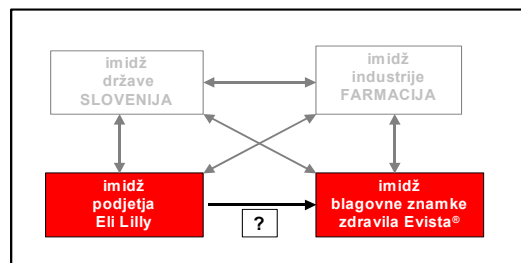 imidž
države
SLOVENIJA
imidž
industrije
FARMACIJA
imidž
podjetja
Eli Lilly
?
imidž
blagovne znamke
zdravila Evista®